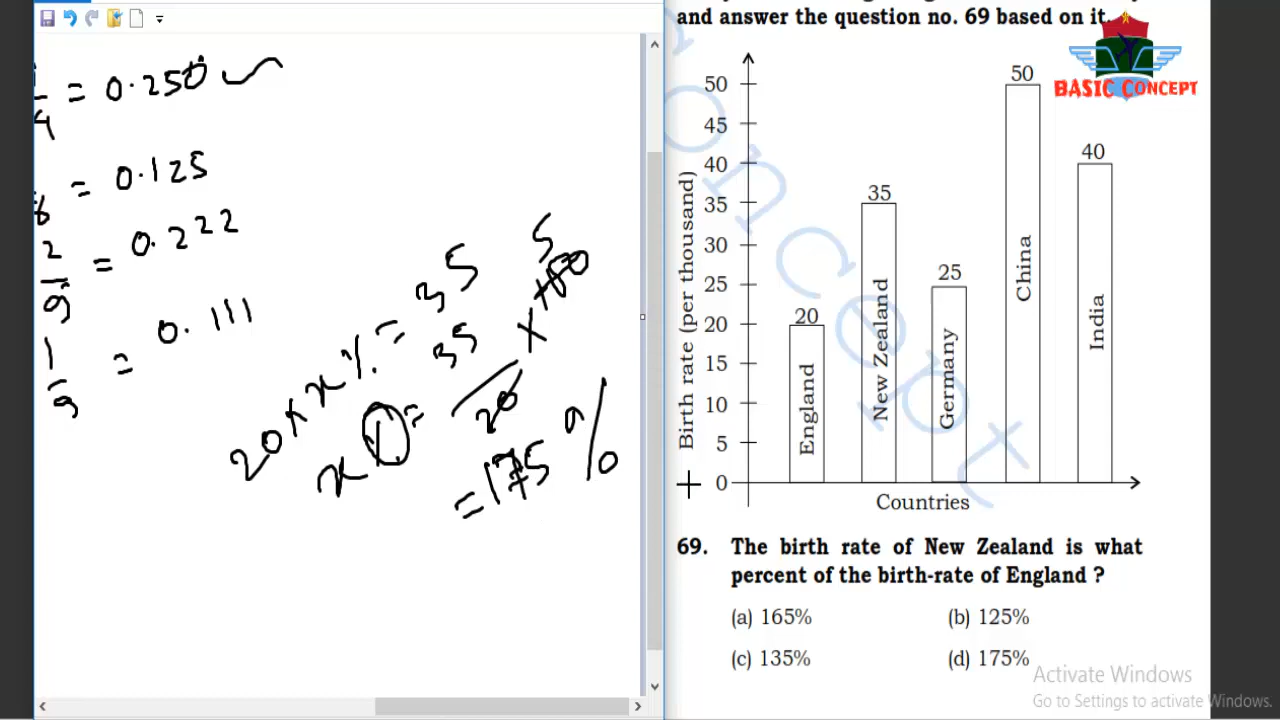 = 0.250
4
= 0.125
2
9 = 0.222
1
9 = 0.111
20 × x% = 35
35 × 100 5
20
= 175 %
and answer the question no. 69 based on it.
BASIC CONCEPT
Birth rate (per thousand)
50
45
40
35
30
25
20
15
10
5
0
20
England
35
New Zealand
25
Germany
50
China
40
India
Countries
oncept
69. The birth rate of New Zealand is what
percent of the birth-rate of England ?
(a) 165% (b) 125%
(c) 135% (d) 175%
Activate Windows
Go to Settings to activate Windows.